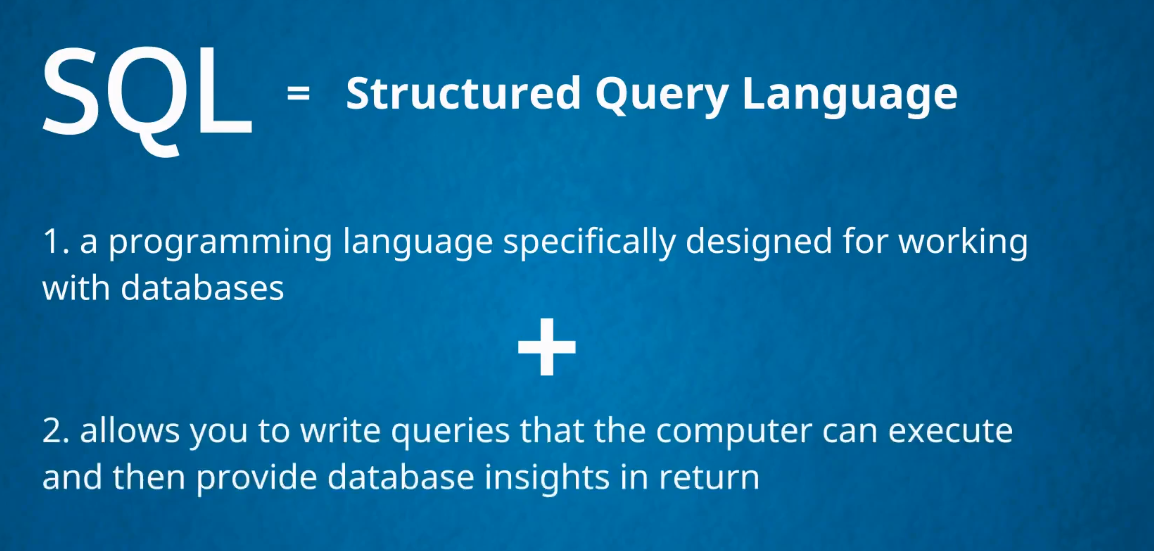 SQL = Structured Query Language
1. a programming language specifically designed for working
with databases
+
2. allows you to write queries that the computer can execute
and then provide database insights in return